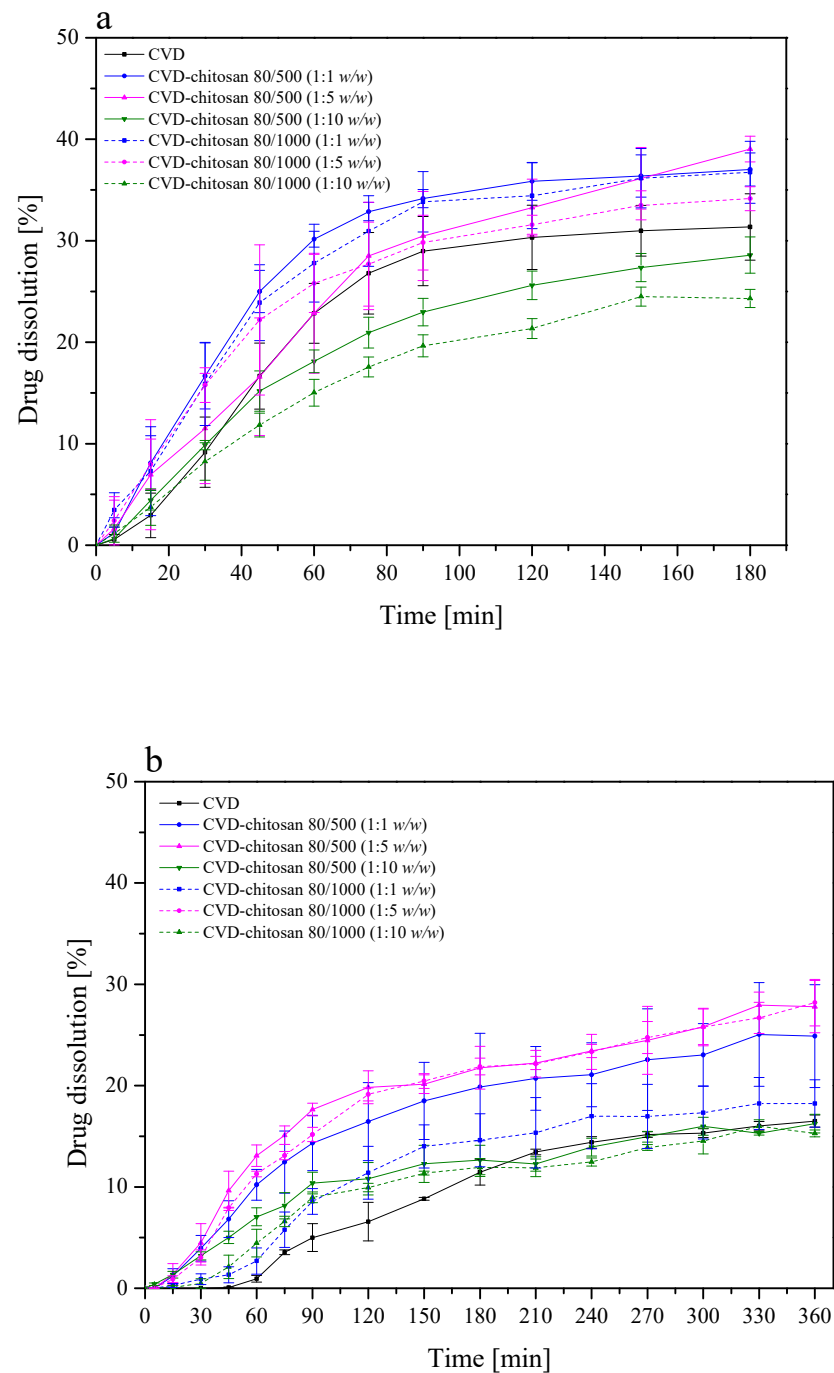 a
50
40
30
20
10
0
Drug dissolution [%]
CVD
CVD-chitosan 80/500 (1:1 w/w)
CVD-chitosan 80/500 (1:5 w/w)
CVD-chitosan 80/500 (1:10 w/w)
CVD-chitosan 80/1000 (1:1 w/w)
CVD-chitosan 80/1000 (1:5 w/w)
CVD-chitosan 80/1000 (1:10 w/w)
0 20 40 60 80 100 120 140 160 180
Time [min]
b
50
40
30
20
10
0
Drug dissolution [%]
CVD
CVD-chitosan 80/500 (1:1 w/w)
CVD-chitosan 80/500 (1:5 w/w)
CVD-chitosan 80/500 (1:10 w/w)
CVD-chitosan 80/1000 (1:1 w/w)
CVD-chitosan 80/1000 (1:5 w/w)
CVD-chitosan 80/1000 (1:10 w/w)
0 30 60 90 120 150 180 210 240 270 300 330 360
Time [min]